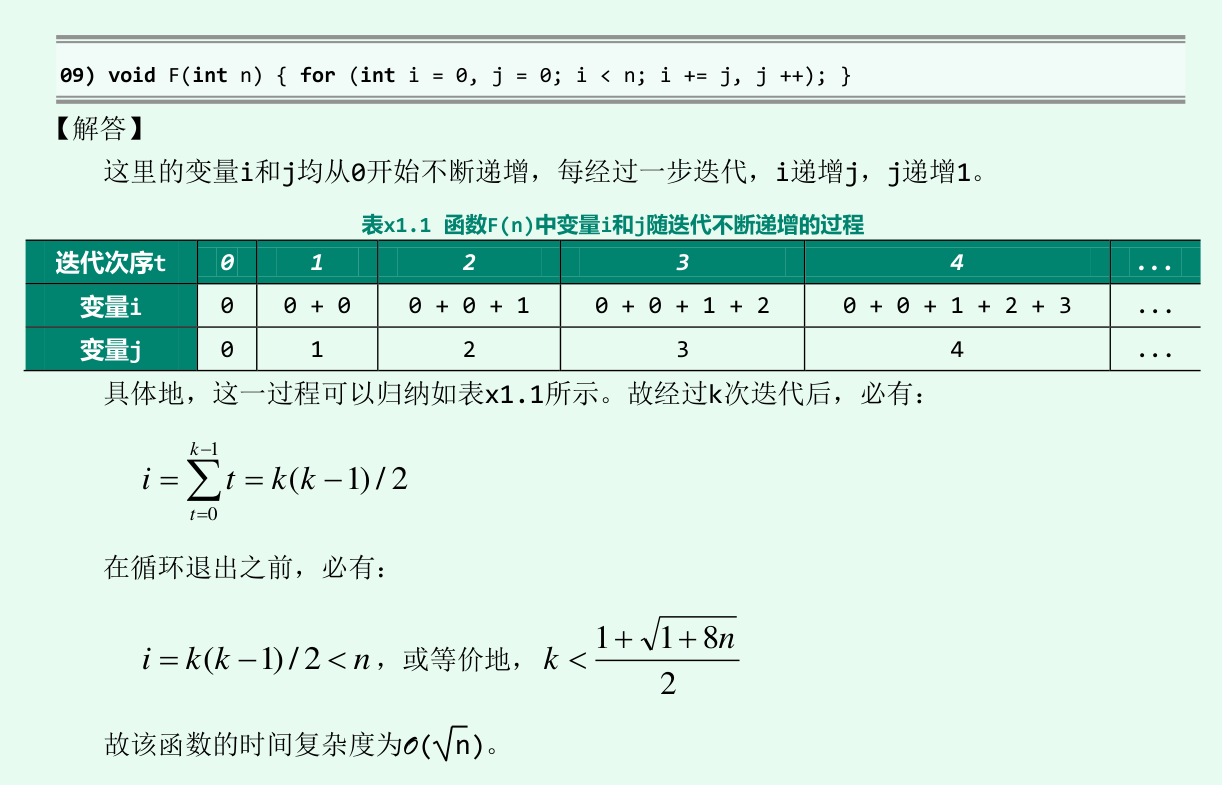 09) void F(int n) { for (int i = 0, j = 0; i < n; i += j, j ++); }
【解答】
这里的变量i和j均从0开始不断递增，每经过一步迭代，i递增j，j递增1。
表x1.1 函数F(n)中变量i和j随迭代不断递增的过程
迭代次序t 0 1 2 3 4 ...
变量i 0 0 + 0 0 + 0 + 1 0 + 0 + 1 + 2 0 + 0 + 1 + 2 + 3 ...
变量j 0 1 2 3 4 ...
具体地，这一过程可以归纳如表x1.1所示。故经过k次迭代后，必有：
i = \sum_{t=0}^{k-1} t = k(k − 1) / 2
在循环退出之前，必有：
i = k(k − 1) / 2 < n，或等价地，k < \frac{1 + \sqrt{1 + 8n}}{2}
故该函数的时间复杂度为𝒪(√n)。